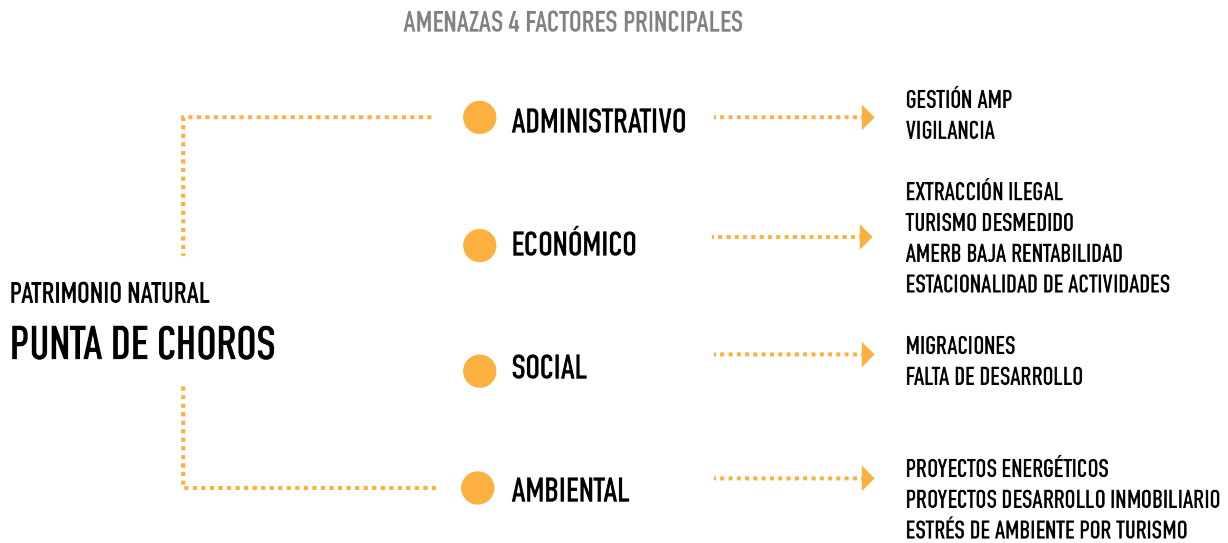 AMENAZAS 4 FACTORES PRINCIPALES
PATRIMONIO NATURAL
PUNTA DE CHOROS
ADMINISTRATIVO
GESTIÓN AMP
VIGILANCIA
ECONÓMICO
EXTRACCIÓN ILEGAL
TURISMO DESMEDIDO
AMERB BAJA RENTABILIDAD
ESTACIONALIDAD DE ACTIVIDADES
SOCIAL
MIGRACIONES
FALTA DE DESARROLLO
AMBIENTAL
PROYECTOS ENERGÉTICOS
PROYECTOS DESARROLLO INMOBILIARIO
ESTRÉS DE AMBIENTE POR TURISMO